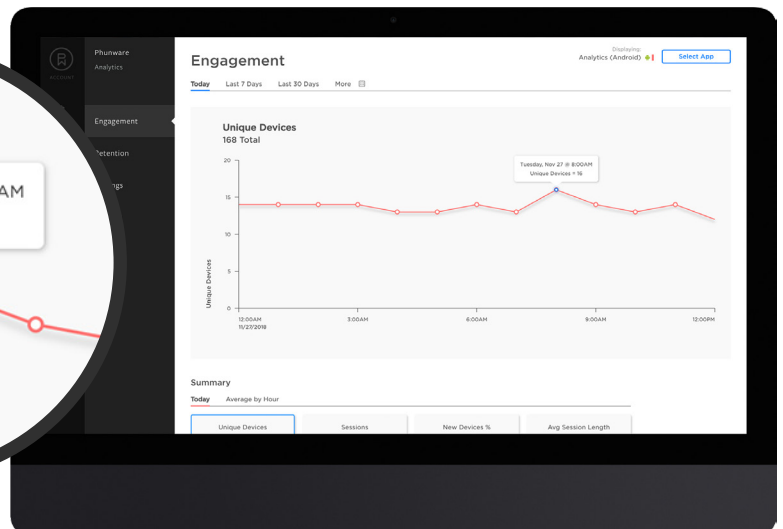 Phunware
Analytics
ACCOUNT
Engagement
Retention
ngs
AM
Engagement
Displaying:
Analytics (Android)
Select App
Today Last 7 Days Last 30 Days More
Unique Devices
168 Total
Tuesday, Nov 27 @ 8:00AM
Unique Devices = 16
20
15
10
5
0
Unique Devices
12:00AM 3:00AM 6:00AM 9:00AM 12:00PM
11/27/2018
Summary
Today Average by Hour
Unique Devices Sessions New Devices % Avg Session Length